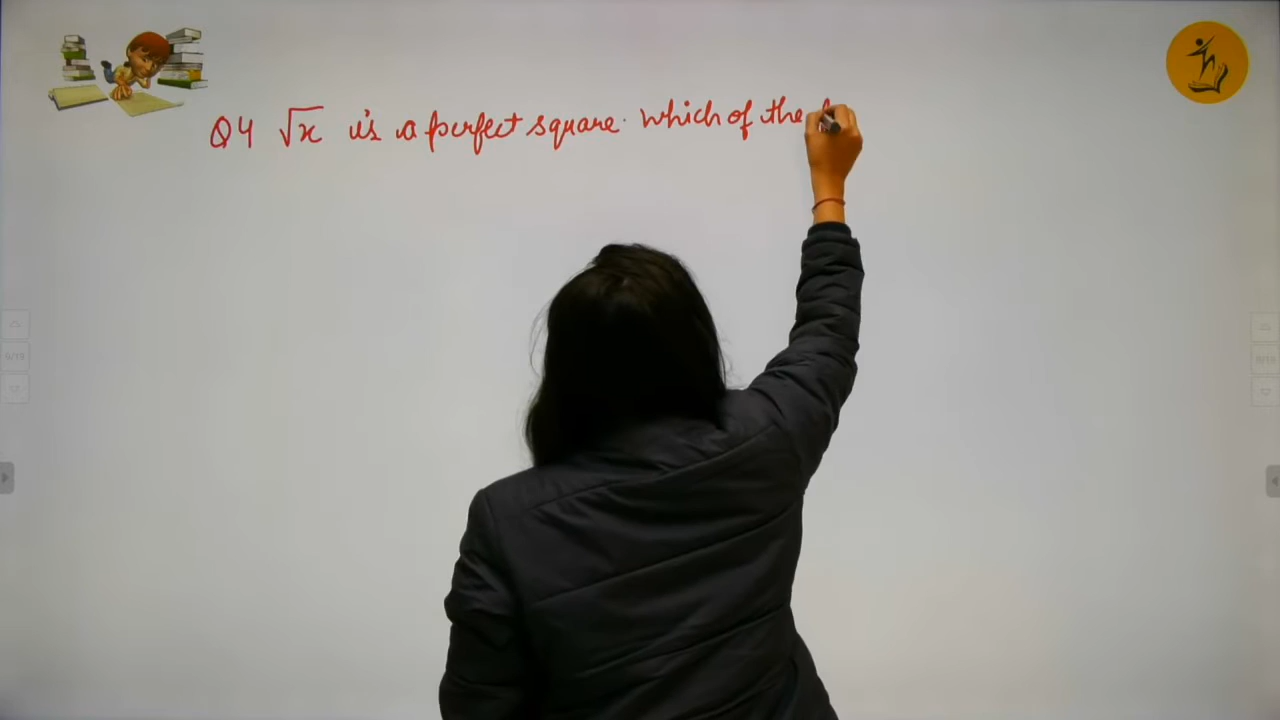 Q4 √x is a perfect square. which of the